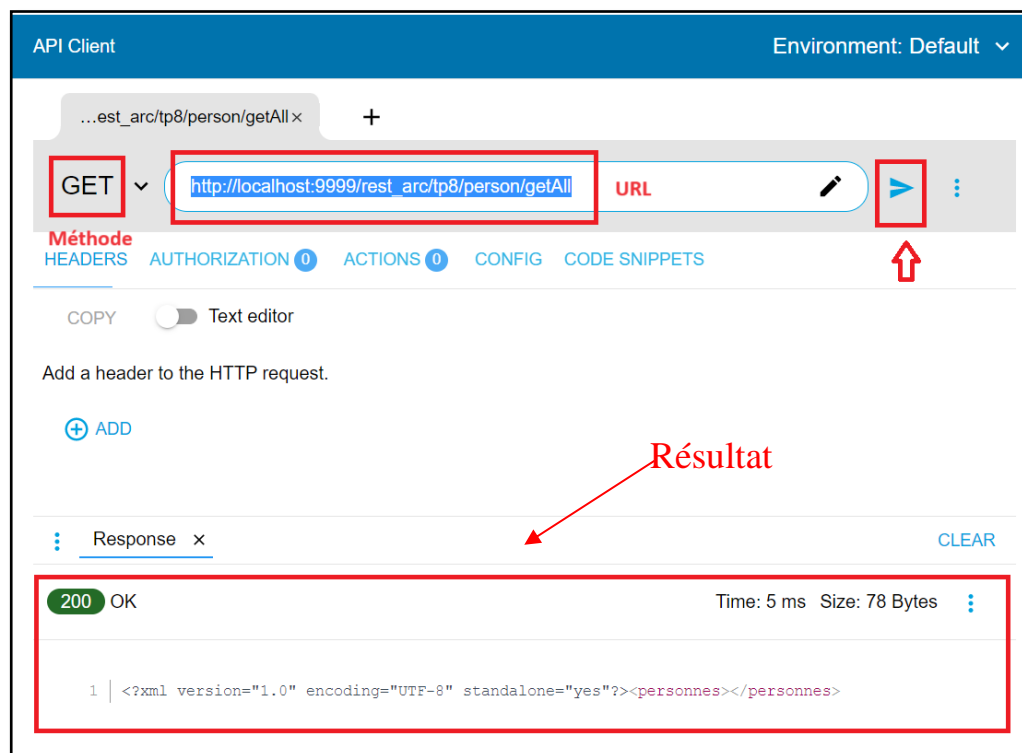 API Client Environment: Default
...est_arc/tp8/person/getAll × +
GET http://localhost:9999/rest_arc/tp8/person/getAll URL
Méthode
HEADERS AUTHORIZATION 0 ACTIONS 0 CONFIG CODE SNIPPETS
COPY Text editor
Add a header to the HTTP request.
ADD
Résultat
Response × CLEAR
200 OK Time: 5 ms Size: 78 Bytes
1 <?xml version="1.0" encoding="UTF-8" standalone="yes"?><personnes></personnes>